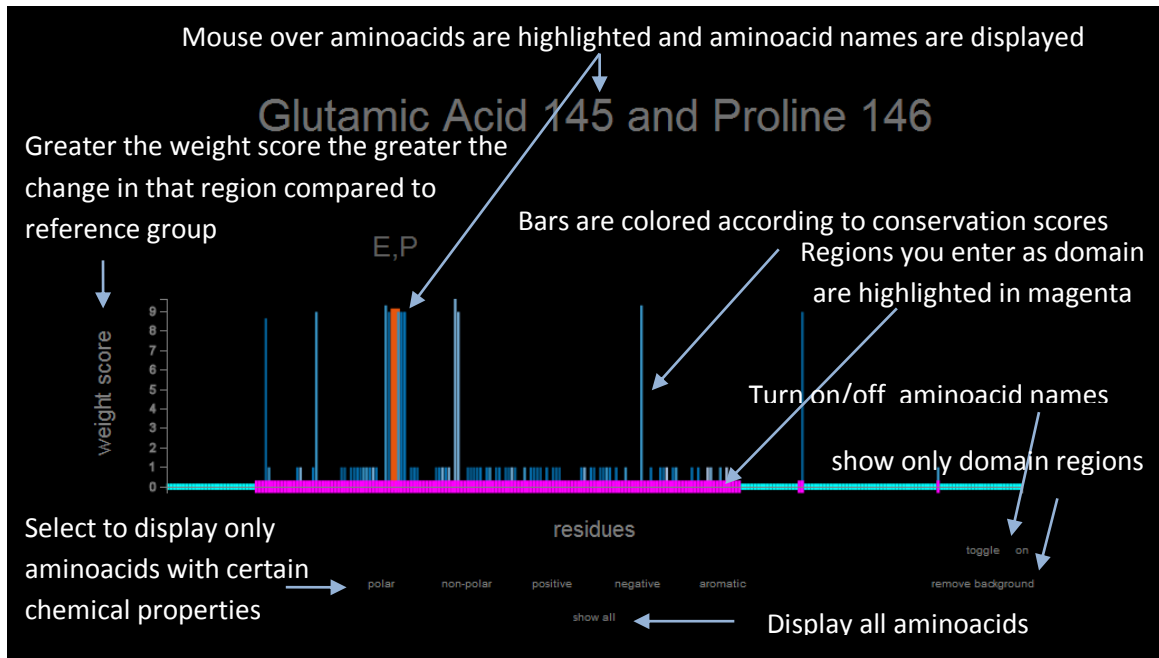 Mouse over aminoacids are highlighted and aminoacid names are displayed
Glutamic Acid 145 and Proline 146
Greater the weight score the greater the
change in that region compared to
reference group
Bars are colored according to conservation scores
Regions you enter as domain
are highlighted in magenta
E,P
weight score
9
8
7
6
5
4
3
2
1
0
Turn on/off aminoacid names
show only domain regions
residues
Select to display only
aminoacids with certain
chemical properties
toggle on
polar non-polar positive negative aromatic
remove background
show all
Display all aminoacids